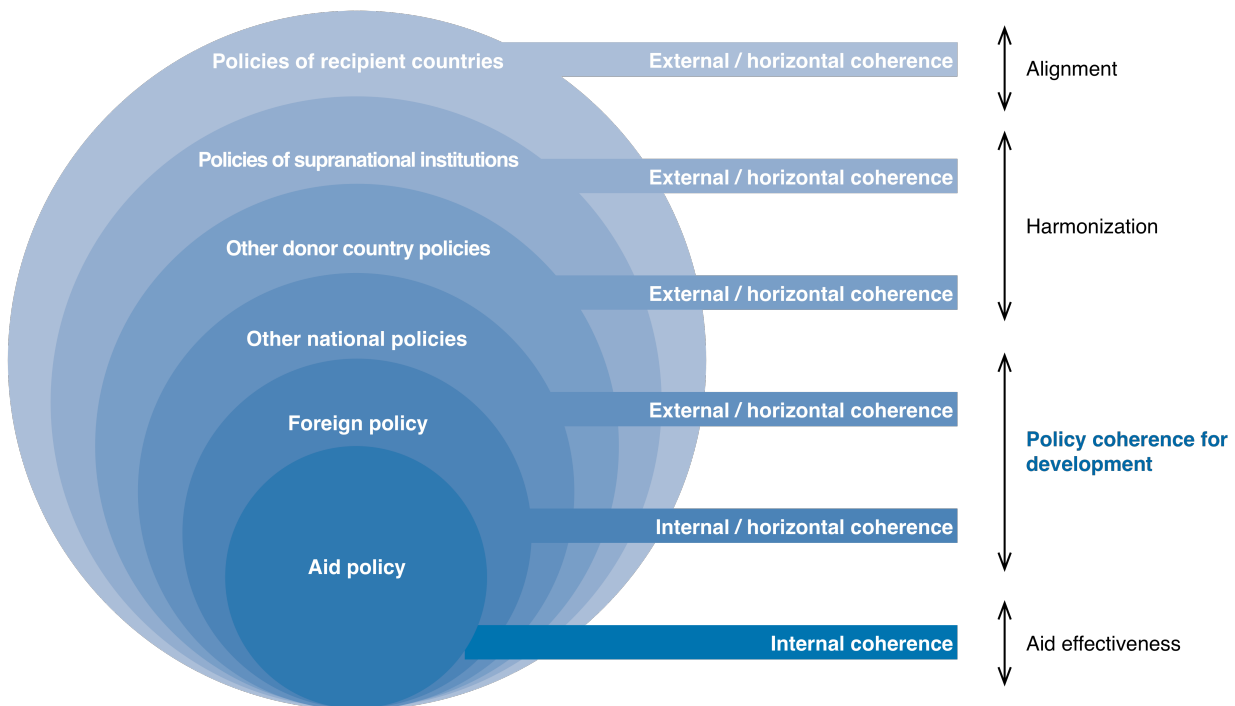 Policies of recipient countries
External / horizontal coherence
Alignment
Policies of supranational institutions
External / horizontal coherence
Harmonization
Other donor country policies
External / horizontal coherence
Other national policies
External / horizontal coherence
Policy coherence for
development
Foreign policy
Internal / horizontal coherence
Aid policy
Internal coherence
Aid effectiveness